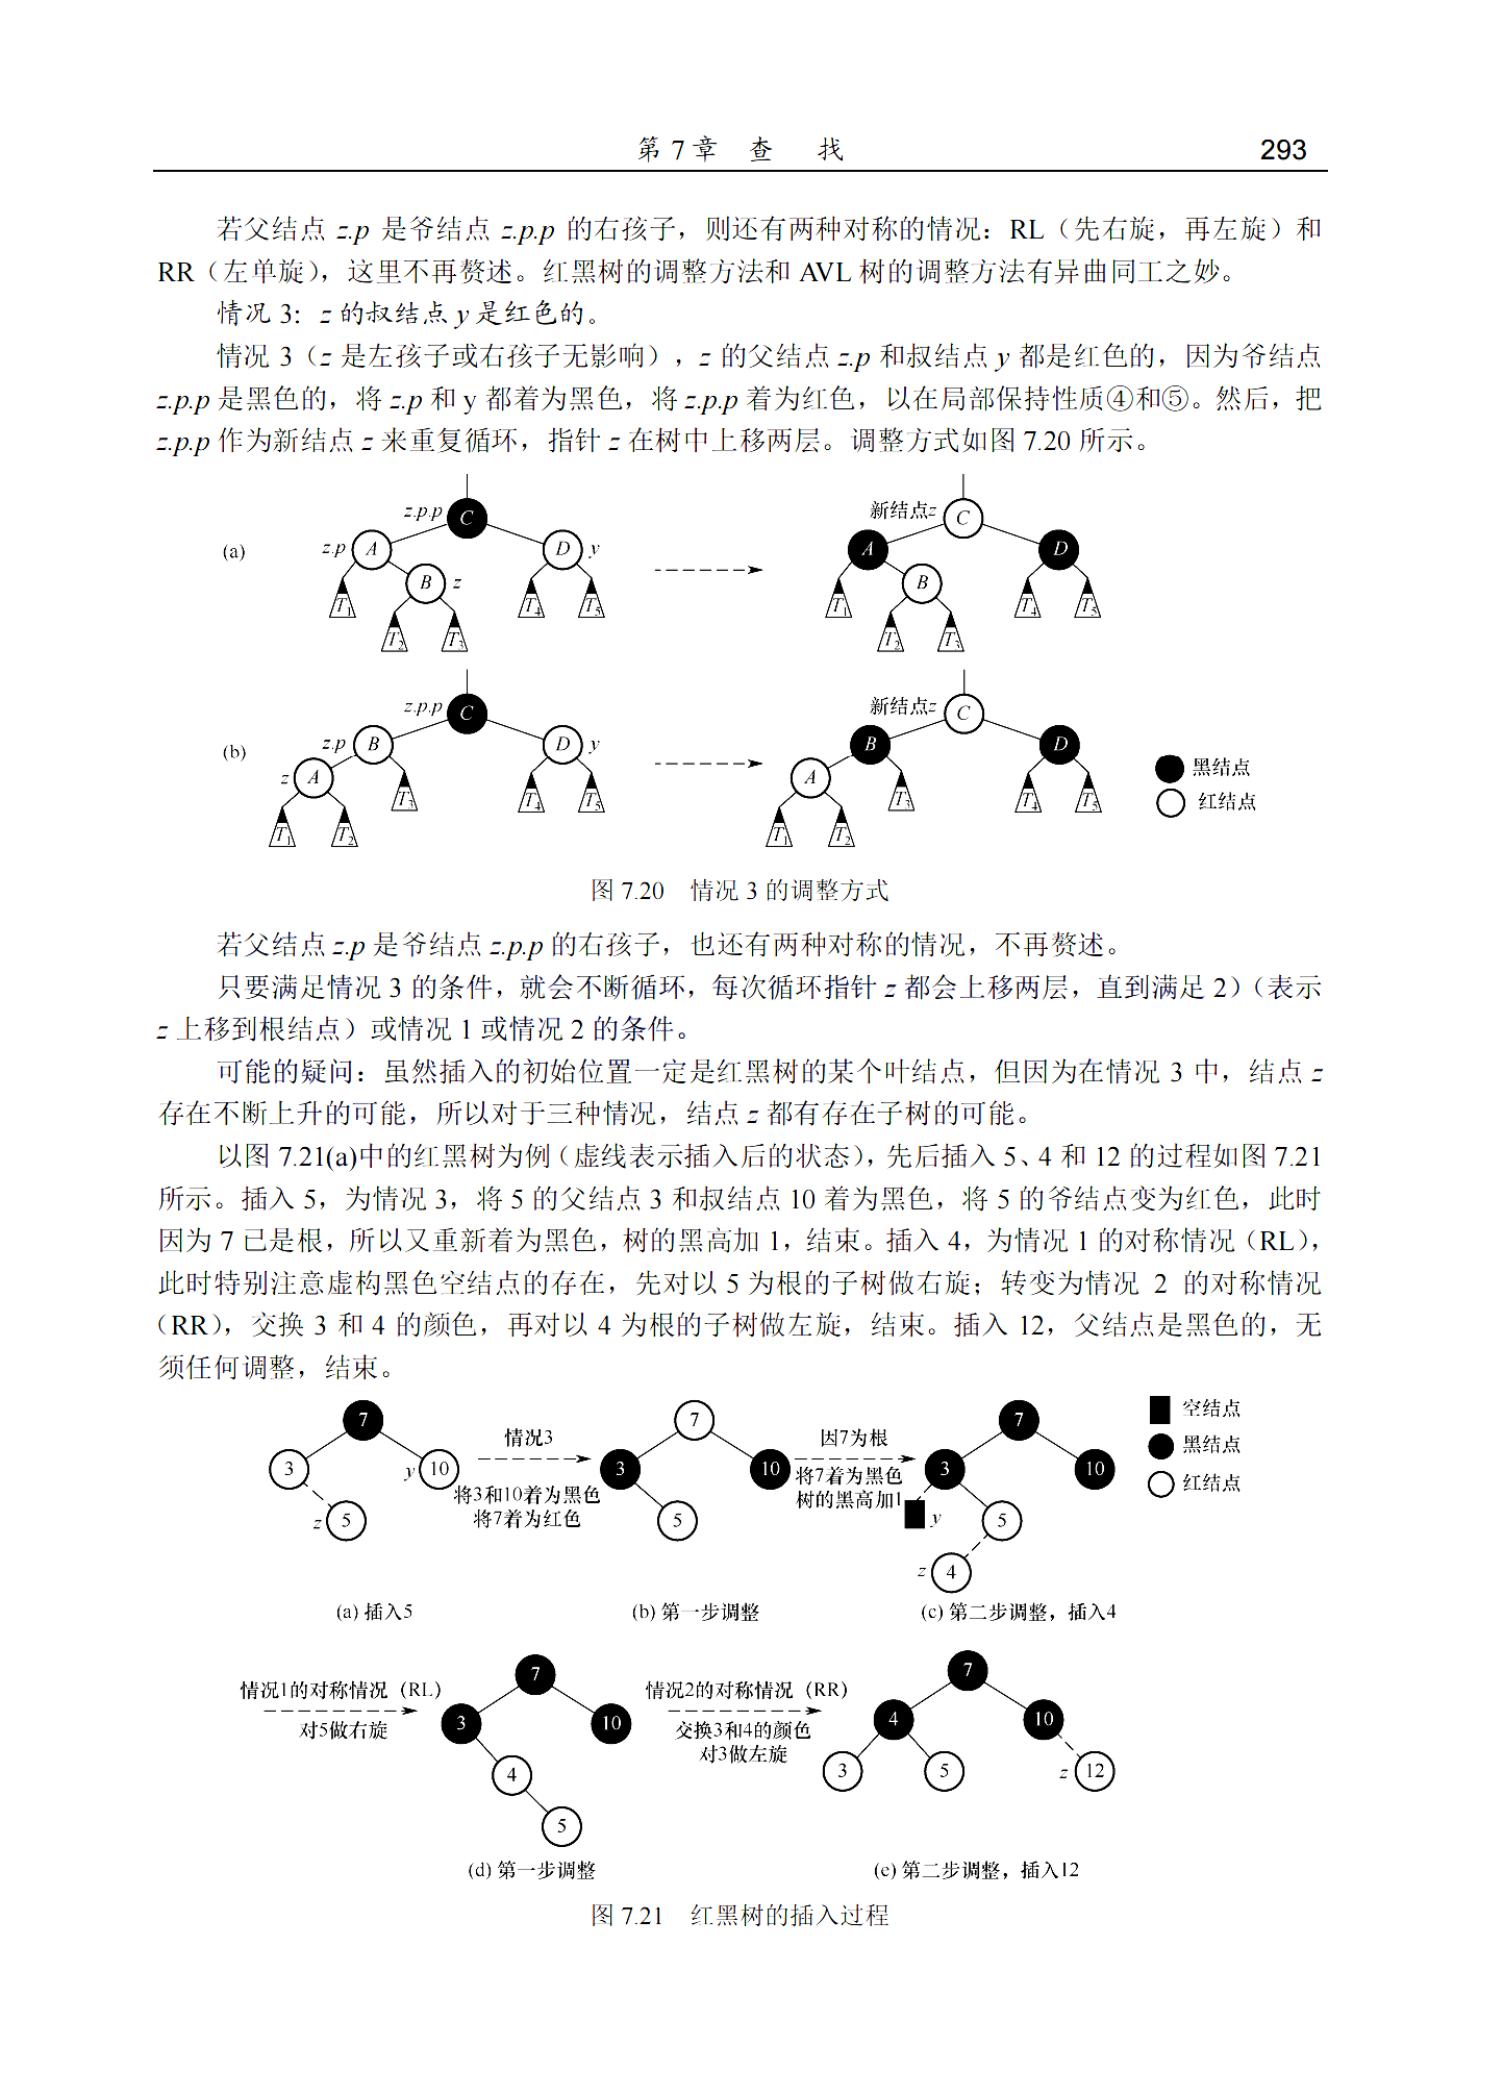 第 7 章 查 找 293
若父结点 z.p 是爷结点 z.p.p 的右孩子，则还有两种对称的情况：RL（先右旋，再左旋）和
RR（左单旋），这里不再赘述。红黑树的调整方法和 AVL 树的调整方法有异曲同工之妙。
情况 3：z 的叔结点 y 是红色的。
情况 3（z 是左孩子或右孩子无影响），z 的父结点 z.p 和叔结点 y 都是红色的，因为爷结点
z.p.p 是黑色的，将 z.p 和 y 都着为黑色，将 z.p.p 着为红色，以在局部保持性质④和⑤。然后，把
z.p.p 作为新结点 z 来重复循环，指针 z 在树中上移两层。调整方式如图 7.20 所示。
(a)
z.p.p C
z.p A D y
B z
T1 T4 T5
T2 T3
新结点z C
A D
B
T1 T4 T5
T2 T3
(b)
z.p.p C
z.p B D y
z A
T3 T4 T5
T1 T2
新结点z C
B D
A
T3 T4 T5
T1 T2
黑结点
红结点
图 7.20 情况 3 的调整方式
若父结点 z.p 是爷结点 z.p.p 的右孩子，也还有两种对称的情况，不再赘述。
只要满足情况 3 的条件，就会不断循环，每次循环指针 z 都会上移两层，直到满足 2）（表示
z 上移到根结点）或情况 1 或情况 2 的条件。
可能的疑问：虽然插入的初始位置一定是红黑树的某个叶结点，但因为在情况 3 中，结点 z
存在不断上升的可能，所以对于三种情况，结点 z 都有存在子树的可能。
以图 7.21(a)中的红黑树为例（虚线表示插入后的状态），先后插入 5、4 和 12 的过程如图 7.21
所示。插入 5，为情况 3，将 5 的父结点 3 和叔结点 10 着为黑色，将 5 的爷结点变为红色，此时
因为 7 已是根，所以又重新着为黑色，树的黑高加 1，结束。插入 4，为情况 1 的对称情况（RL），
此时特别注意虚构黑色空结点的存在，先对以 5 为根的子树做右旋；转变为情况 2 的对称情况
（RR），交换 3 和 4 的颜色，再对以 4 为根的子树做左旋，结束。插入 12，父结点是黑色的，无
须任何调整，结束。
7
3 y 10
z 5
(a) 插入5
情况3
将3和10着为黑色
将7着为红色
7
3 10
5
(b) 第一步调整
因7为根
将7着为黑色
树的黑高加1
7
3 10
y 5
z 4
(c) 第二步调整，插入4
空结点
黑结点
红结点
情况1的对称情况（RL）
对5做右旋
7
3 10
4
5
(d) 第一步调整
情况2的对称情况（RR）
交换3和4的颜色
对3做左旋
7
4 10
3 5 z 12
(e) 第二步调整，插入12
图 7.21 红黑树的插入过程